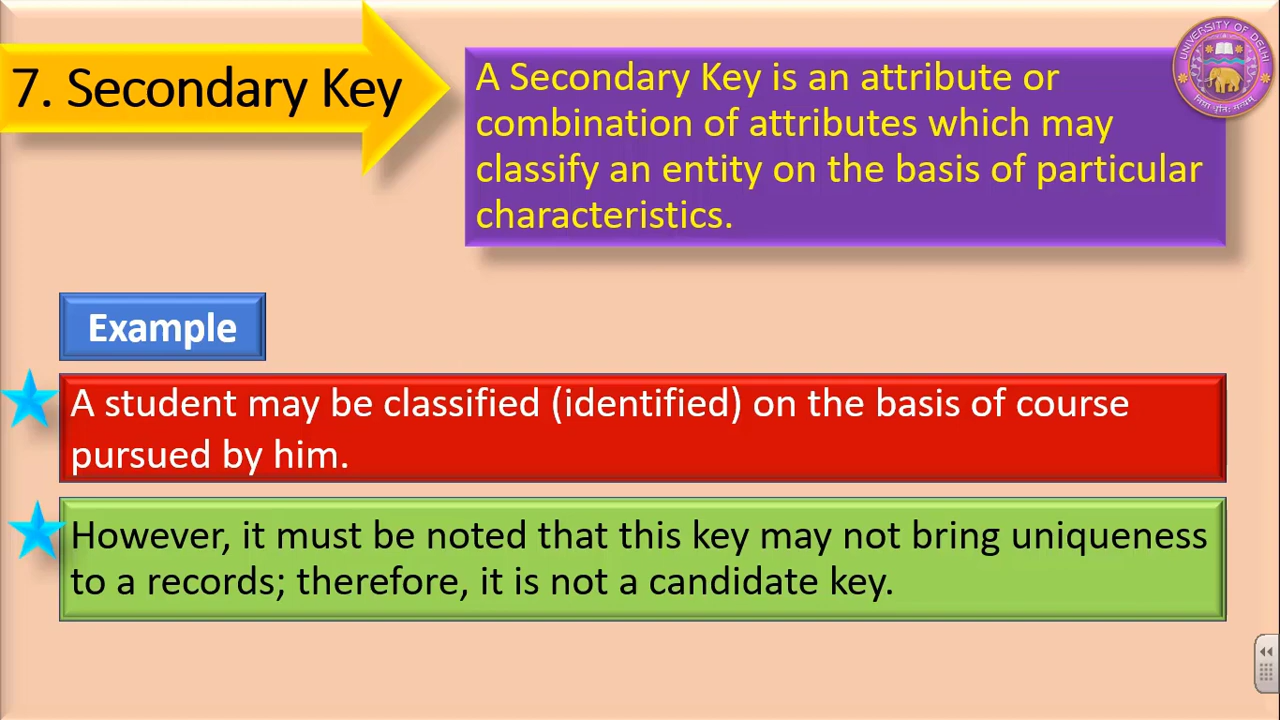 7. Secondary Key
A Secondary Key is an attribute or
combination of attributes which may
classify an entity on the basis of particular
characteristics.
UNIVERSITY OF DELHI
Example
A student may be classified (identified) on the basis of course
pursued by him.
However, it must be noted that this key may not bring uniqueness
to a records; therefore, it is not a candidate key.